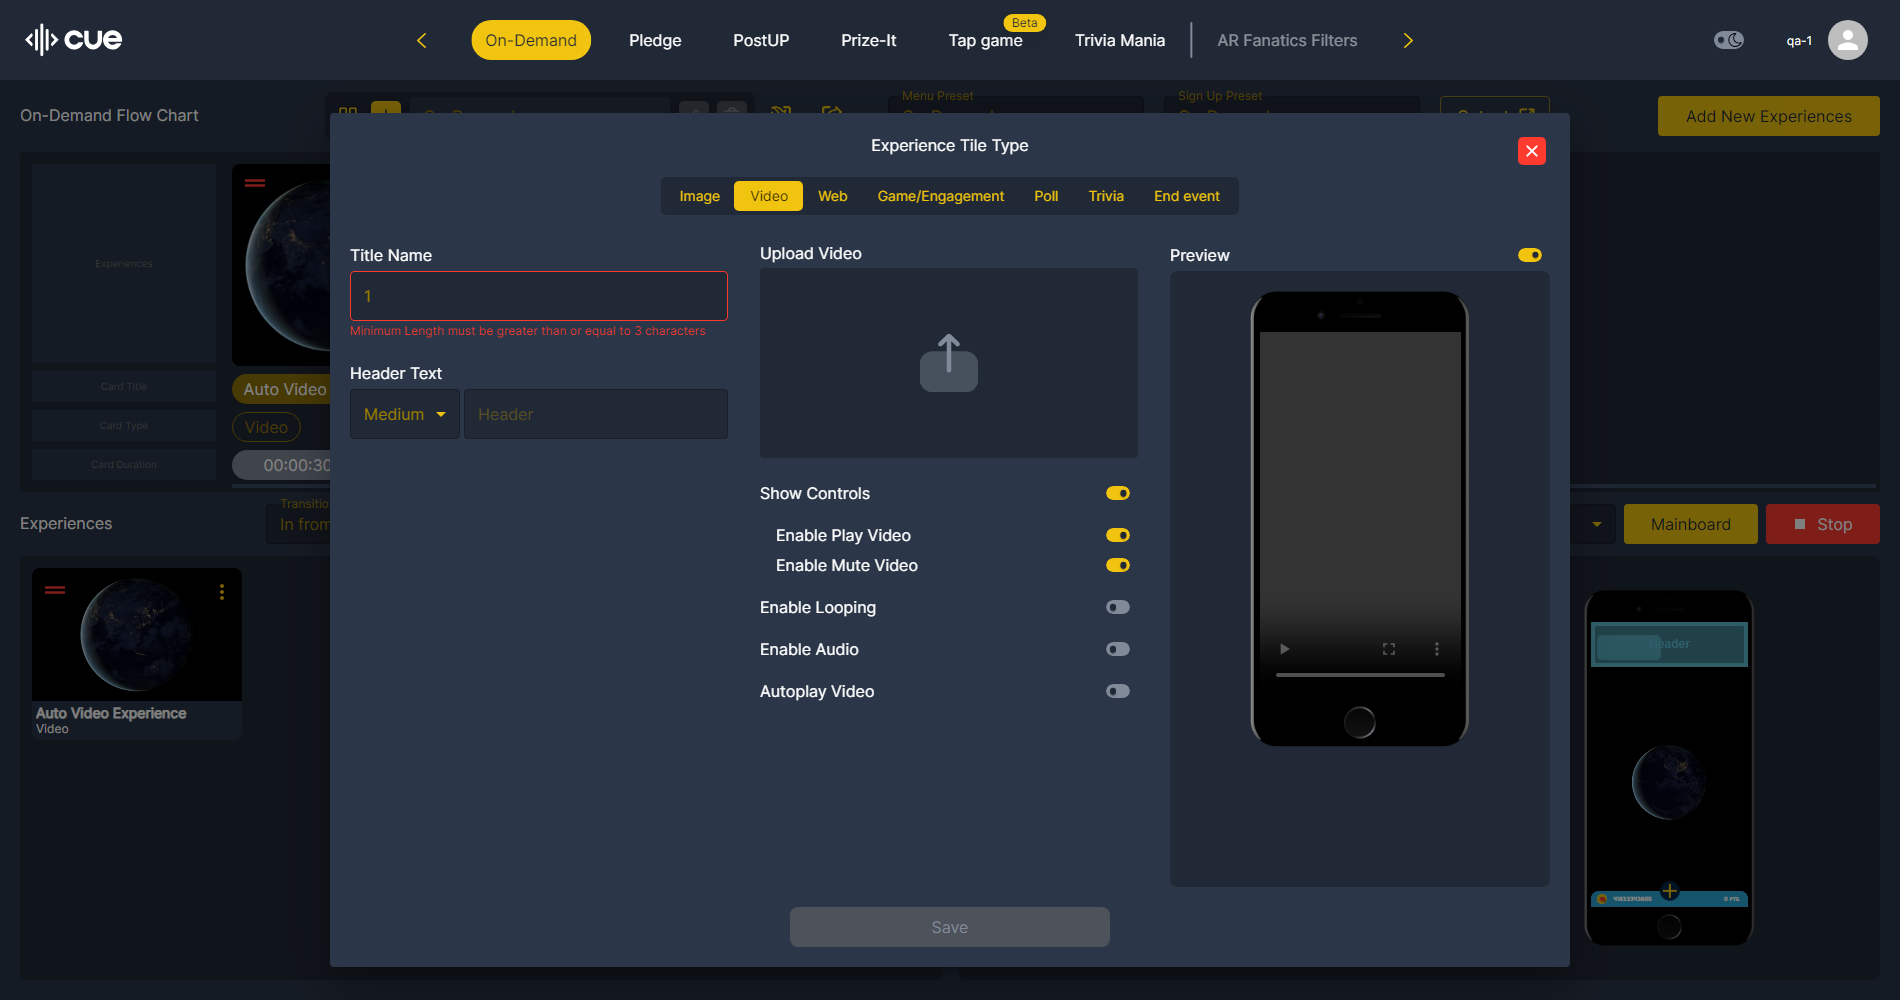 cue
On-Demand
Pledge
PostUP
Prize-It
Beta
Tap game
Trivia Mania
AR Fanatics Filters
qa-1
On-Demand Flow Chart
Menu Preset
Sign Up Preset
Add New Experiences
Experience Tile Type
Image
Video
Web
Game/Engagement
Poll
Trivia
End event
Experiences
Card Title
Card Type
Card Duration
Auto Video
Video
00:00:30
Title Name
1
Minimum Length must be greater than or equal to 3 characters
Header Text
Medium
Header
Upload Video
Show Controls
Enable Play Video
Enable Mute Video
Enable Looping
Enable Audio
Autoplay Video
Preview
Save
Experiences
Transitio
In from
Mainboard
Stop
Auto Video Experience
Video
Header
0 PTS